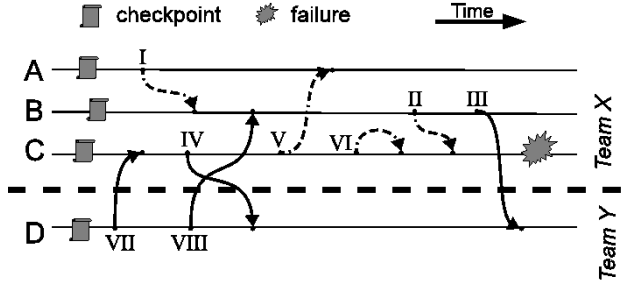 checkpoint failure Time
A I
B II III
C IV V VI
D VII VIII
Team X
Team Y